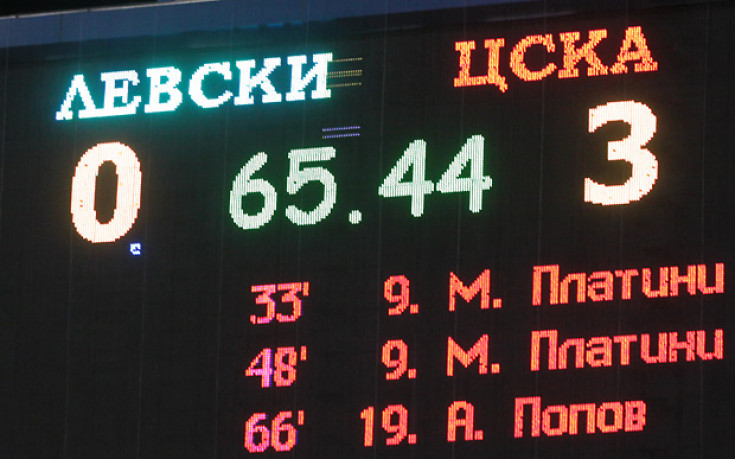 ЛЕВСКИ ЦСКА
0 65.44 3
33' 9. М. Платини
48' 9. М. Платини
66' 19. А. Попов